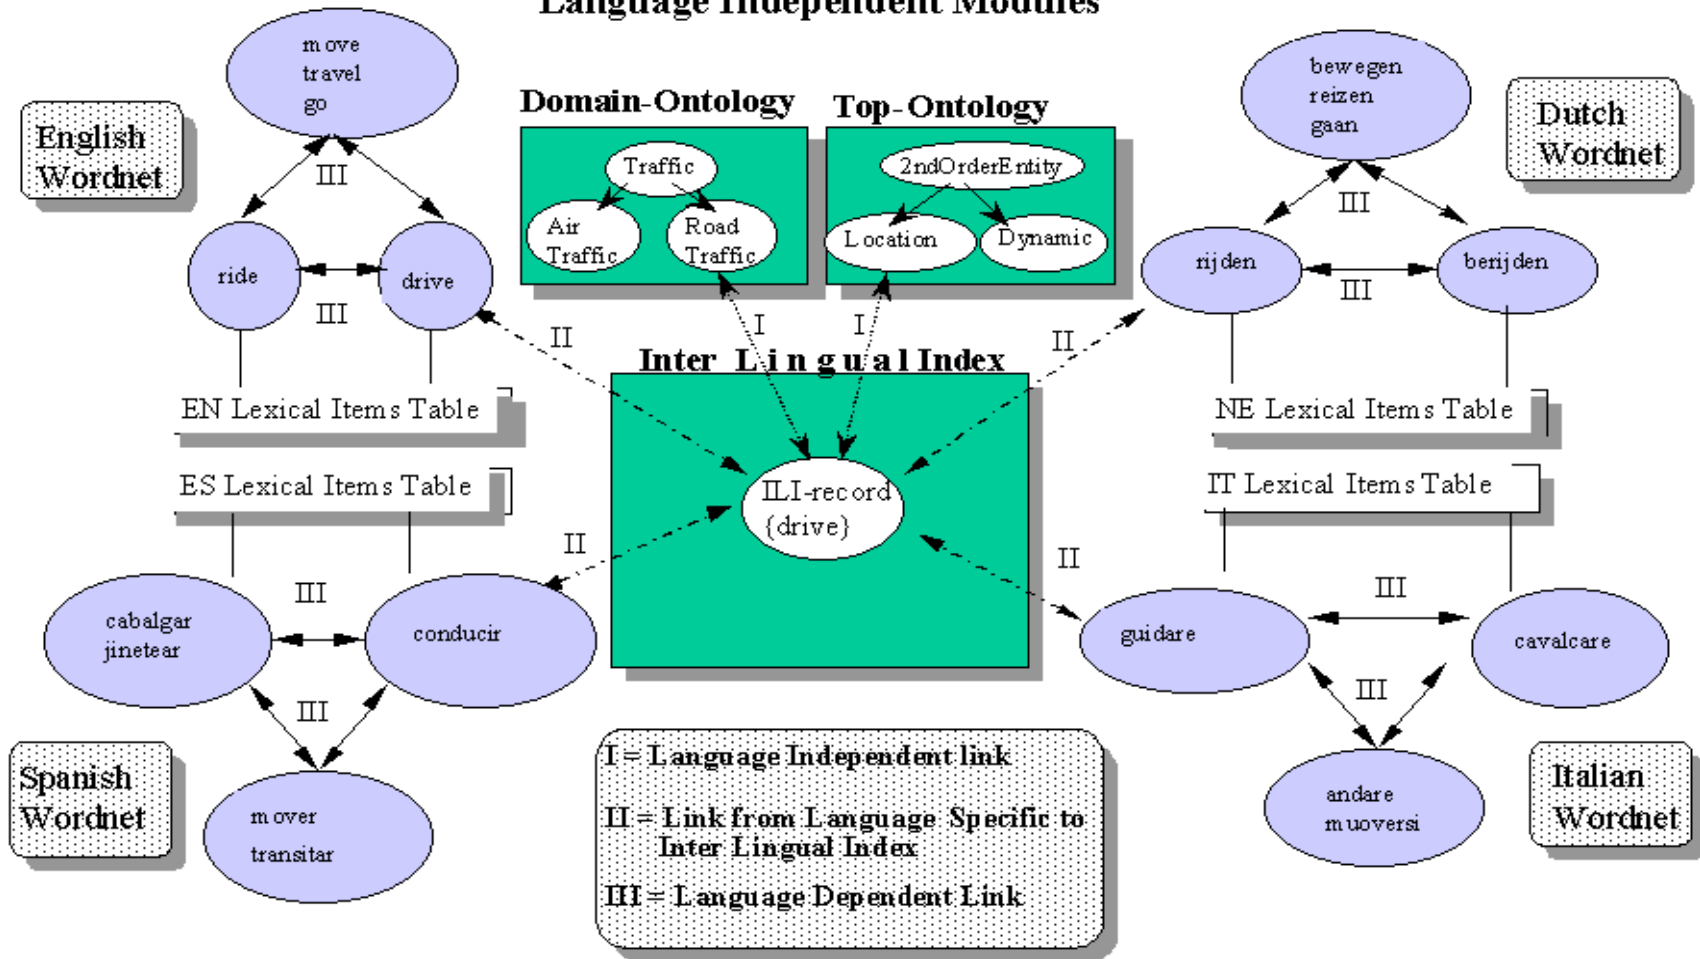 Language Independent Modules
move
travel
go
English
Wordnet
III
ride
drive
III
EN Lexical Items Table
Domain-Ontology
Traffic
Air
Traffic
Road
Traffic
Top-Ontology
2ndOrderEntity
Location
Dynamic
bewegen
reizen
gaan
Dutch
Wordnet
III
rijden
berijden
III
NE Lexical Items Table
I
I
II
II
Inter Lingual Index
ILI-record
{drive}
II
II
ES Lexical Items Table
III
cabalgar
jinetear
conducir
III
Spanish
Wordnet
mover
transitar
IT Lexical Items Table
III
guidare
cavalcare
III
andare
muoversi
Italian
Wordnet
I = Language Independent link
II = Link from Language Specific to
Inter Lingual Index
III = Language Dependent Link